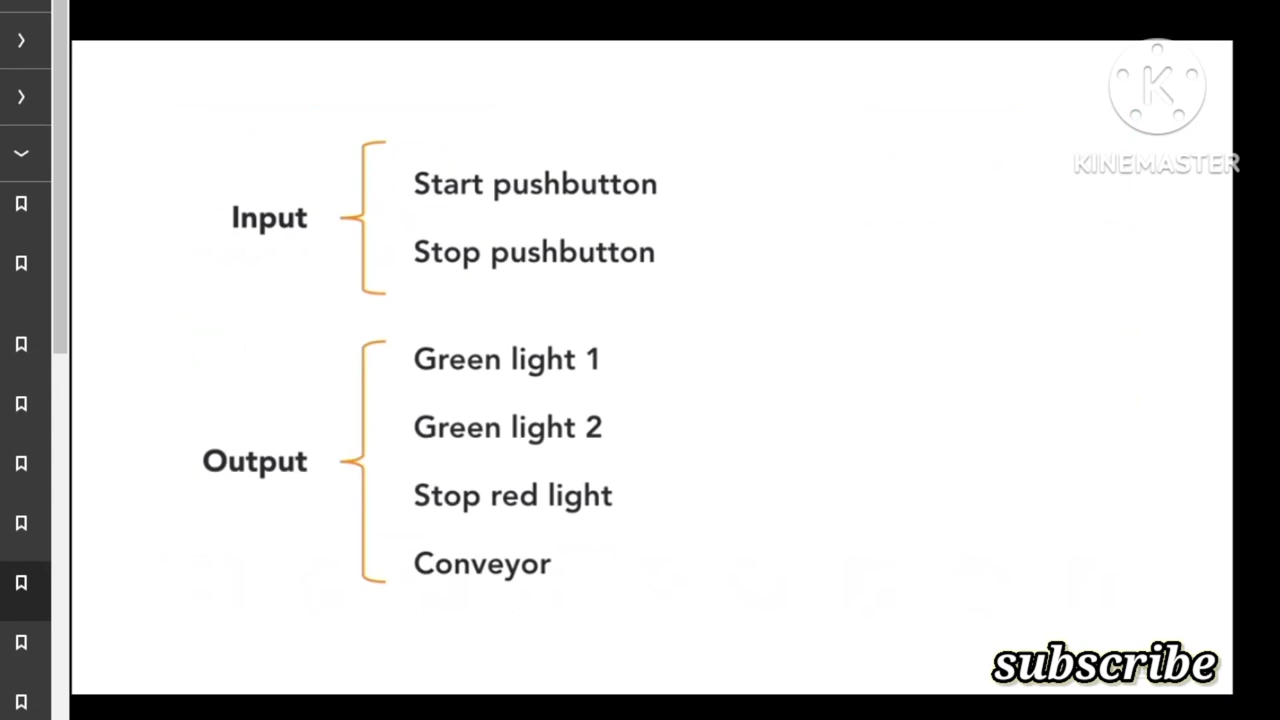 KINEMASTER
Input
Start pushbutton
Stop pushbutton
Output
Green light 1
Green light 2
Stop red light
Conveyor
subscribe